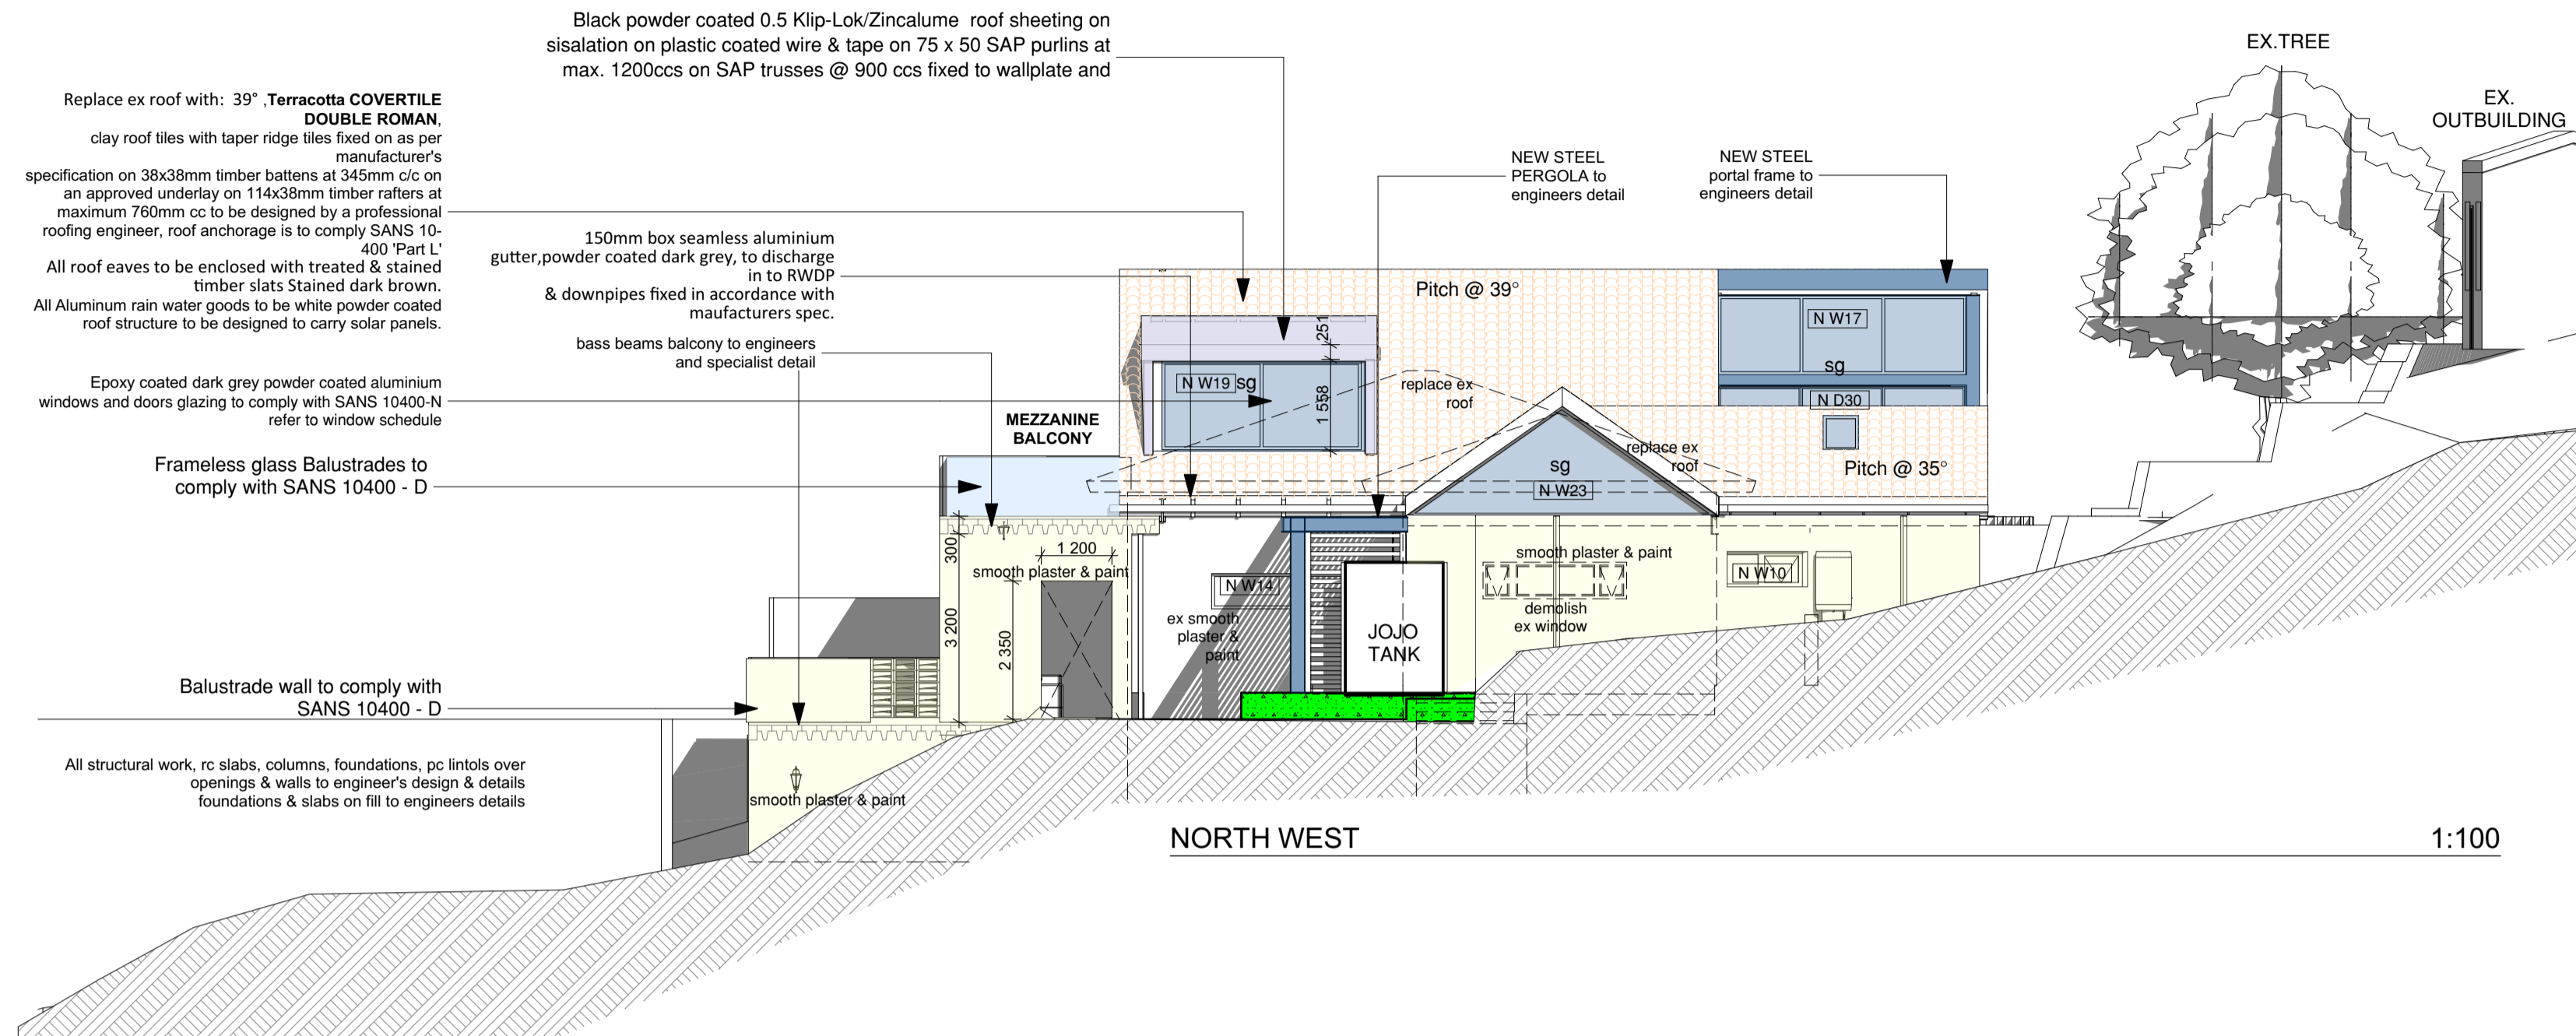 Black powder coated 0.5 Klip-Lok/Zincalume roof sheeting on
sisalation on plastic coated wire & tape on 75 x 50 SAP purlins at
max. 1200ccs on SAP trusses @ 900 ccs fixed to wallplate and
Replace ex roof with: 39° ,Terracotta COVERTILE
DOUBLE ROMAN,
clay roof tiles with taper ridge tiles fixed on as per
manufacturer's
specification on 38x38mm timber battens at 345mm c/c on
an approved underlay on 114x38mm timber rafters at
maximum 760mm cc to be designed by a professional
roofing engineer, roof anchorage is to comply SANS 10-
400 'Part L'
All roof eaves to be enclosed with treated & stained
timber slats Stained dark brown.
All Aluminum rain water goods to be white powder coated
roof structure to be designed to carry solar panels.
150mm box seamless aluminium
gutter,powder coated dark grey, to discharge
in to RWDP
& downpipes fixed in accordance with
maufacturers spec.
bass beams balcony to engineers
and specialist detail
Epoxy coated dark grey powder coated aluminium
windows and doors glazing to comply with SANS 10400-N
refer to window schedule
Frameless glass Balustrades to
comply with SANS 10400 - D
Balustrade wall to comply with
SANS 10400 - D
All structural work, rc slabs, columns, foundations, pc lintols over
openings & walls to engineer's design & details
foundations & slabs on fill to engineers details
MEZZANINE
BALCONY
NEW STEEL
PERGOLA to
engineers detail
NEW STEEL
portal frame to
engineers detail
EX.TREE
EX.
OUTBUILDING
Pitch @ 39°
251
N W19
sg
1 558
replace ex
roof
N W17
sg
N D30
replace ex
roof
Pitch @ 35°
sg
N W23
300
1 200
smooth plaster & paint
3 200
2 350
N W14
ex smooth
plaster &
paint
JOJO
TANK
smooth plaster & paint
demolish
ex window
N W10
smooth plaster & paint
NORTH WEST
1:100